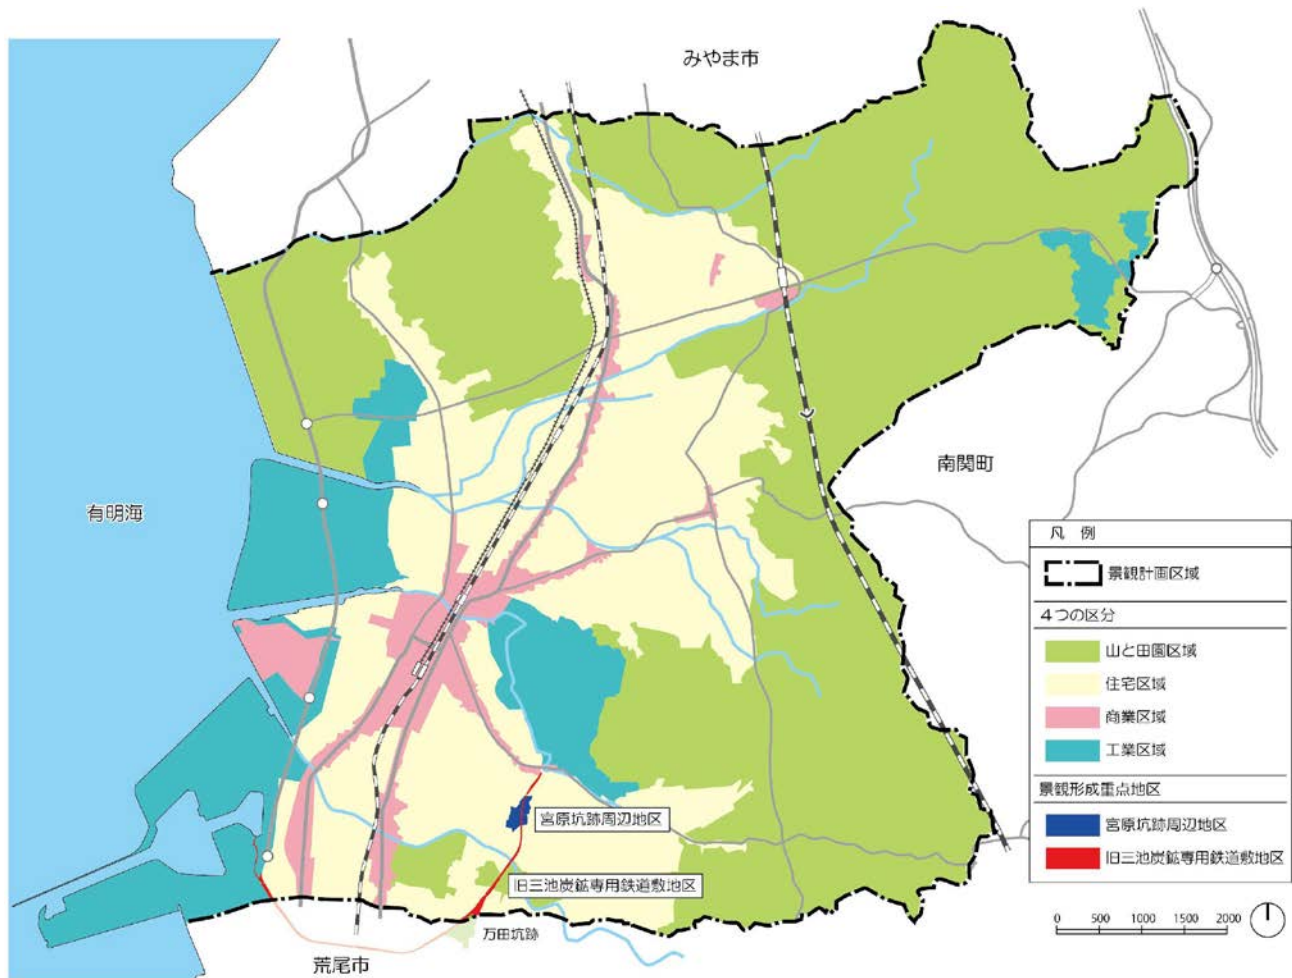 みやま市
有明海
南関町
宮原坑跡周辺地区
旧三池炭鉱専用鉄道敷地区
万田坑跡
荒尾市
凡 例
景観計画区域
4つの区分
山と田園区域
住宅区域
商業区域
工業区域
景観形成重点地区
宮原坑跡周辺地区
旧三池炭鉱専用鉄道敷地区
0 500 1000 1500 2000